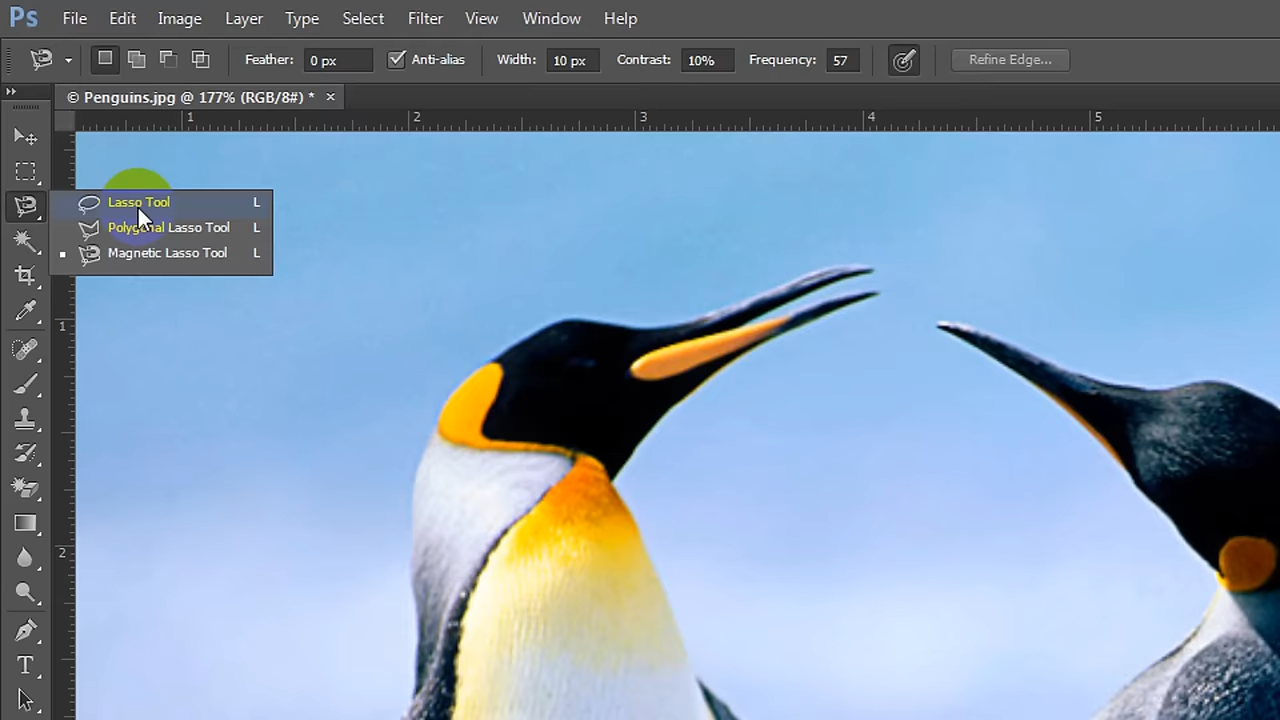 Ps File Edit Image Layer Type Select Filter View Window Help
Feather: 0 px Anti-alias Width: 10 px Contrast: 10% Frequency: 57 Refine Edge...
© Penguins.jpg @ 177% (RGB/8#) * ×
1 2 3 4 5
Lasso Tool L
Polygonal Lasso Tool L
Magnetic Lasso Tool L
1
2
T